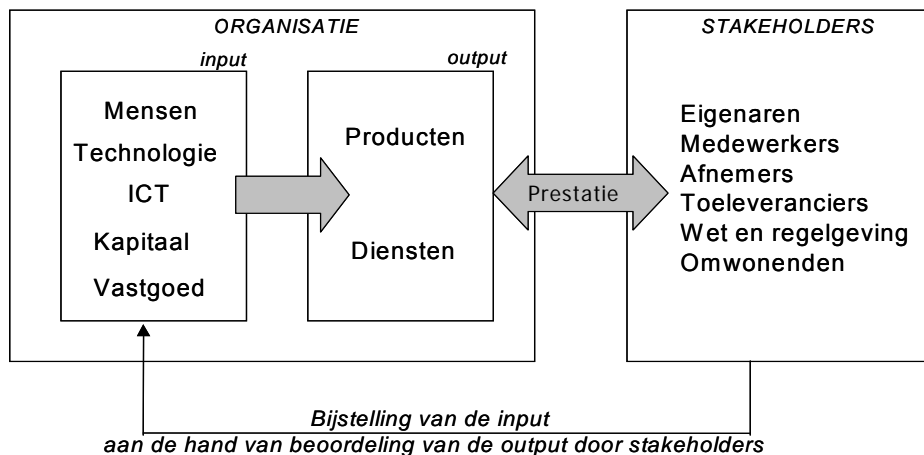 ORGANISATIE
input
Mensen
Technologie
ICT
Kapitaal
Vastgoed
output
Producten
Diensten
Prestatie
STAKEHOLDERS
Eigenaren
Medewerkers
Afnemers
Toeleveranciers
Wet en regelgeving
Omwonenden
Bijstelling van de input
aan de hand van beoordeling van de output door stakeholders